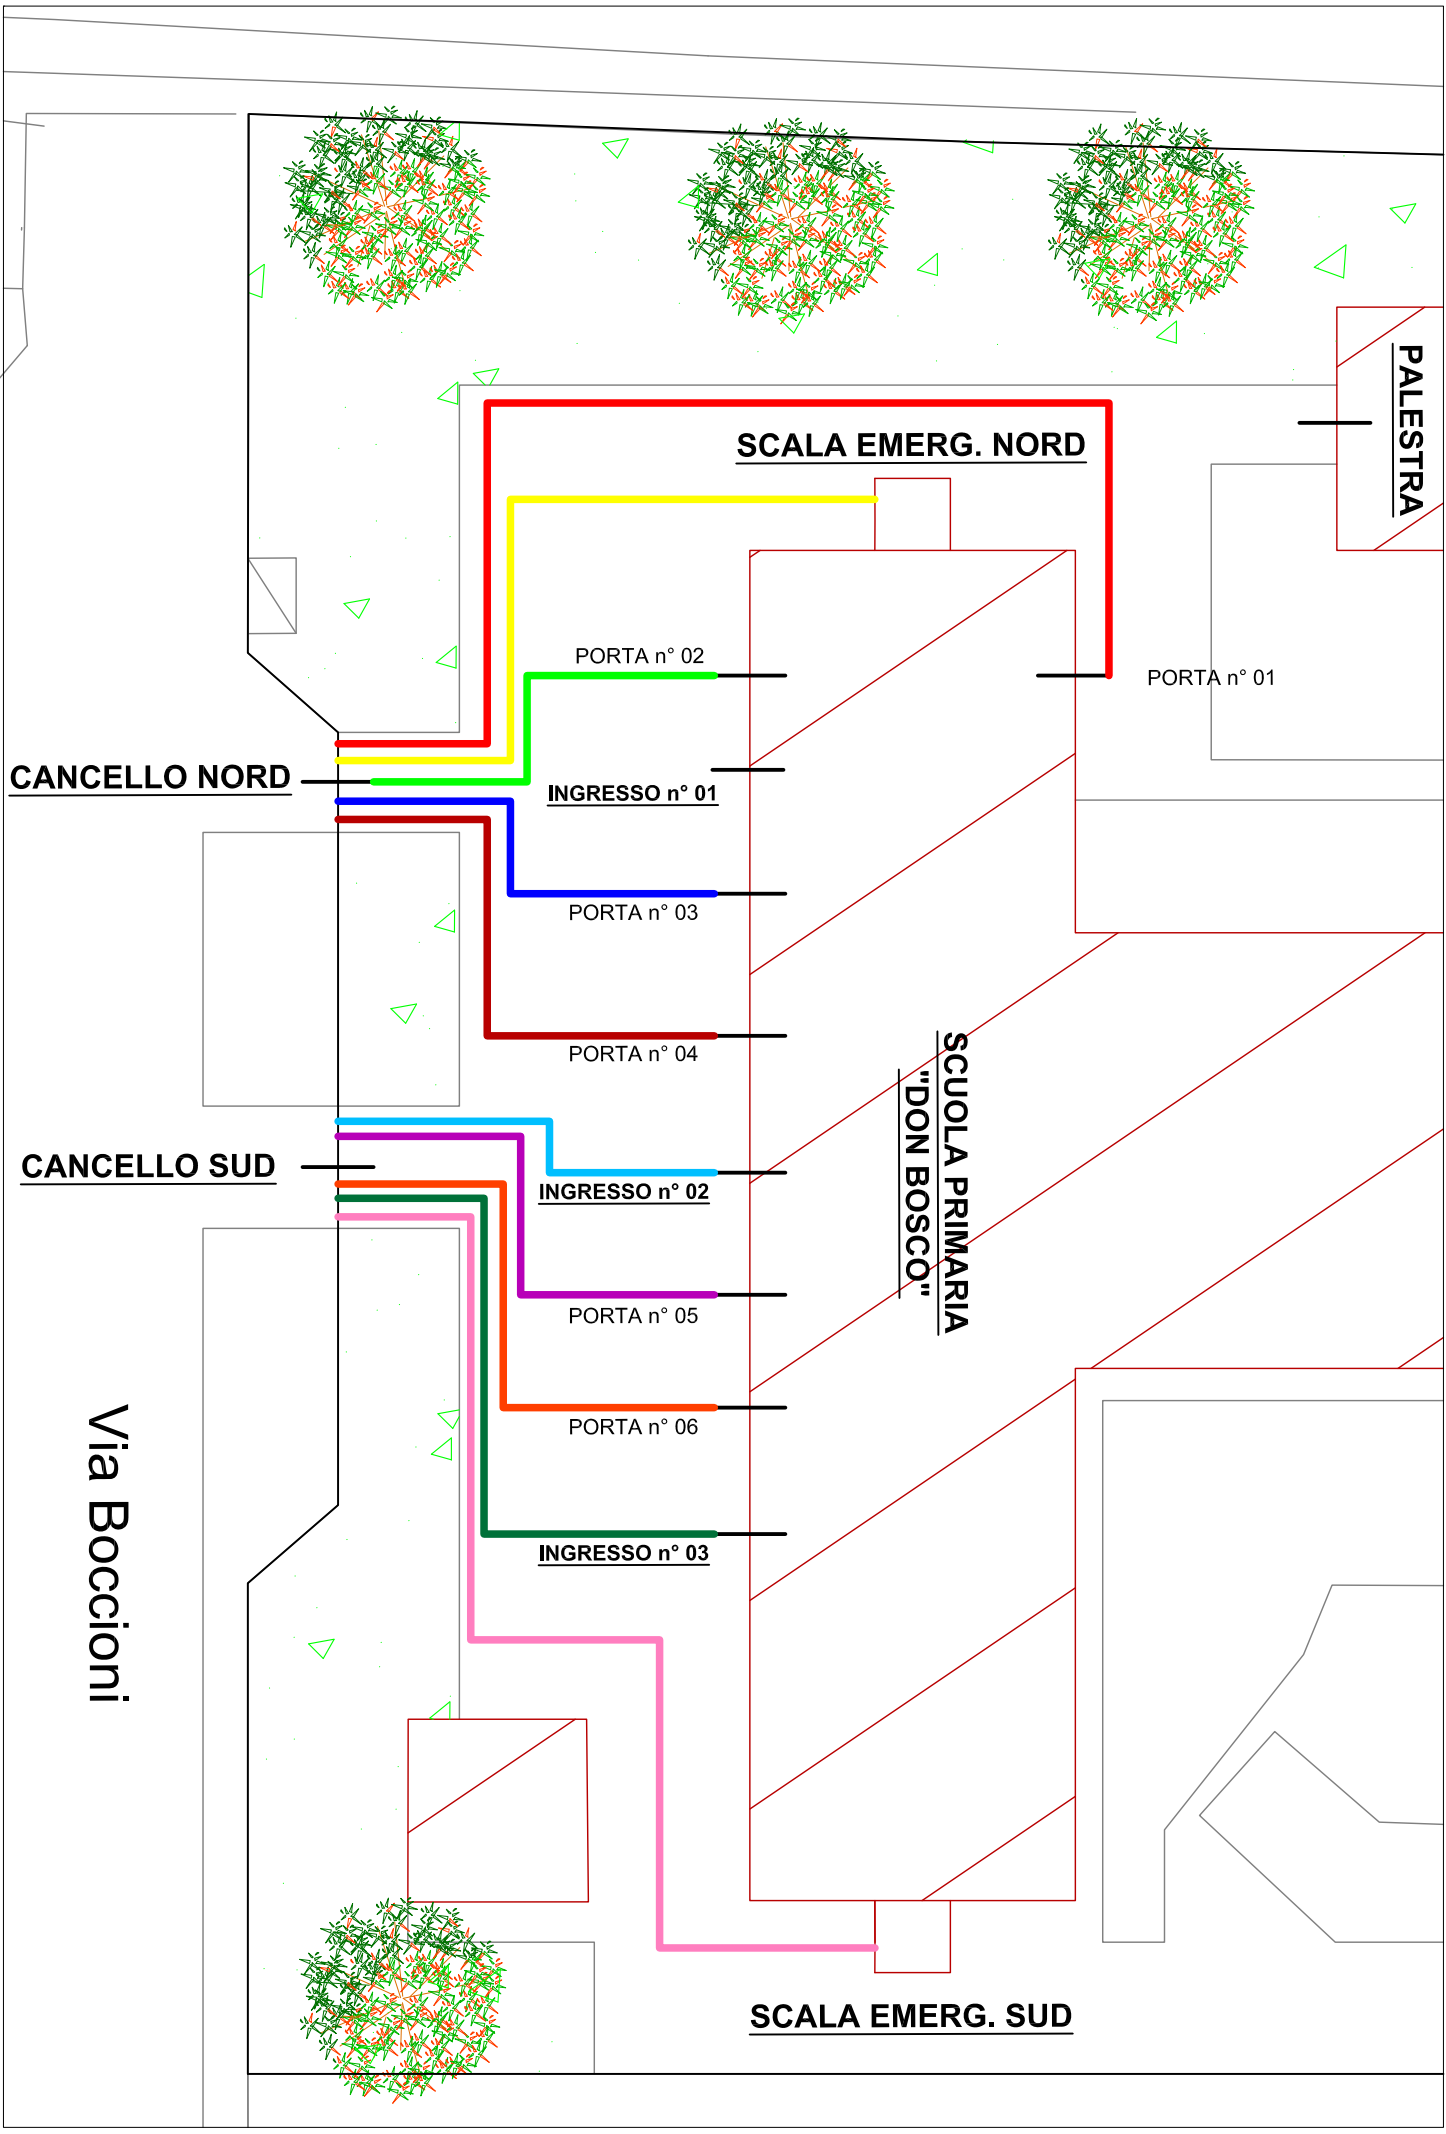 PALESTRA
SCALA EMERG. NORD
PORTA n° 02
PORTA n° 01
CANCELLO NORD
INGRESSO n° 01
PORTA n° 03
PORTA n° 04
SCUOLA PRIMARIA
"DON BOSCO"
CANCELLO SUD
INGRESSO n° 02
PORTA n° 05
PORTA n° 06
Via Boccioni
INGRESSO n° 03
SCALA EMERG. SUD